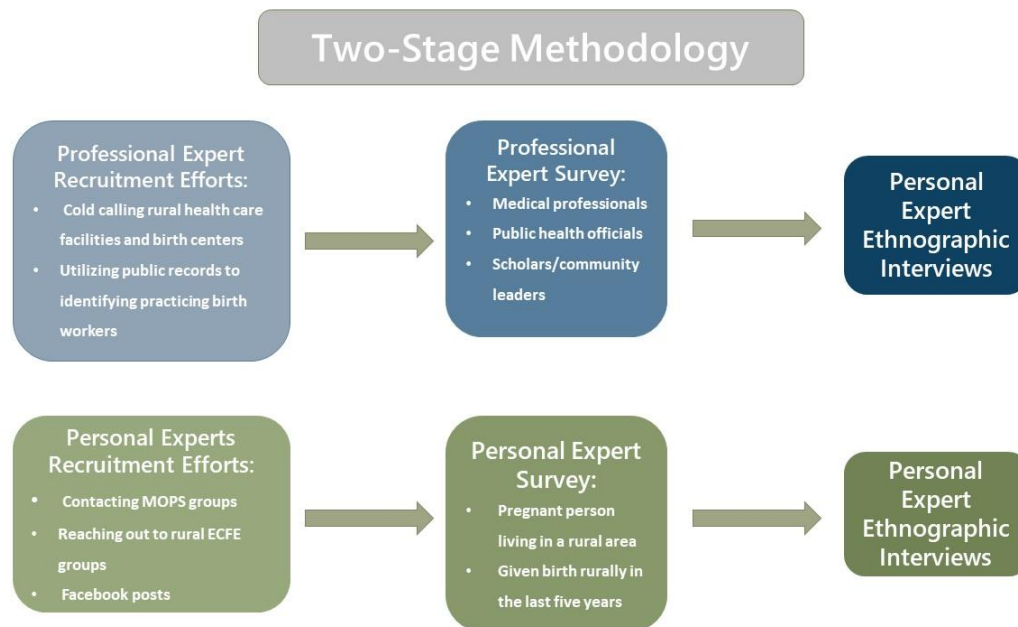 Two-Stage Methodology
Professional Expert
Recruitment Efforts:
• Cold calling rural health care
facilities and birth centers
• Utilizing public records to
identifying practicing birth
workers
Professional
Expert Survey:
• Medical professionals
• Public health officials
• Scholars/community
leaders
Personal
Expert
Ethnographic
Interviews
Personal Experts
Recruitment Efforts:
• Contacting MOPS groups
• Reaching out to rural ECFE
groups
• Facebook posts
Personal Expert
Survey:
• Pregnant person
living in a rural area
• Given birth rurally in
the last five years
Personal
Expert
Ethnographic
Interviews